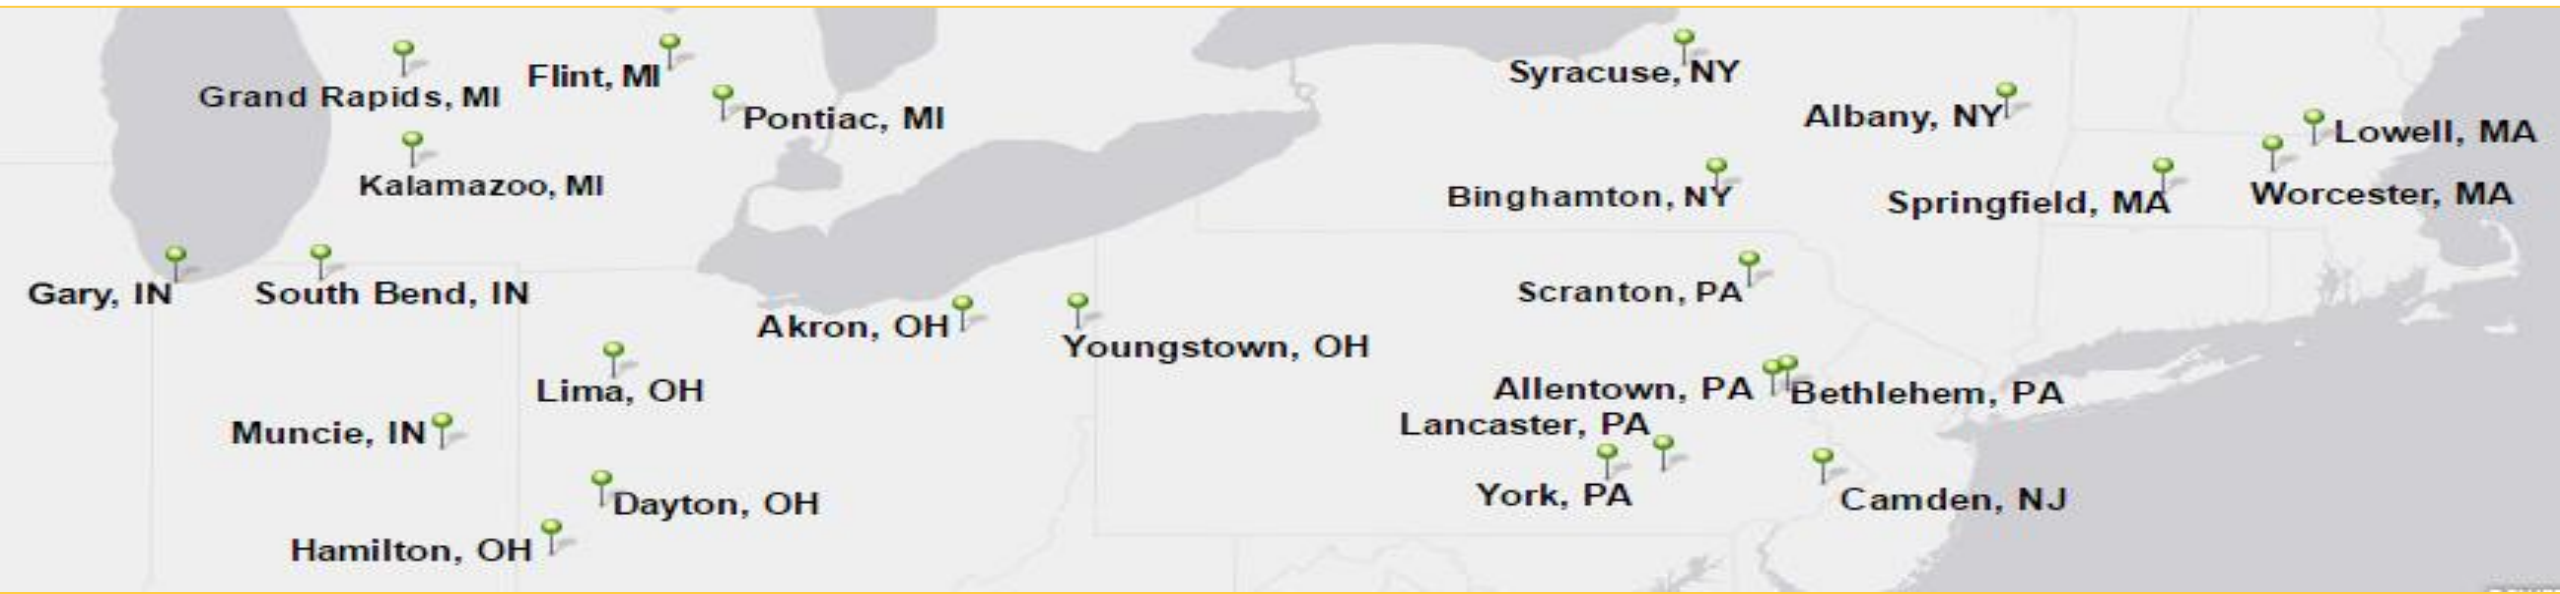 Grand Rapids, MI
Flint, MI
Pontiac, MI
Kalamazoo, MI
Gary, IN
South Bend, IN
Akron, OH
Youngstown, OH
Lima, OH
Muncie, IN
Dayton, OH
Hamilton, OH
Syracuse, NY
Albany, NY
Lowell, MA
Binghamton, NY
Springfield, MA
Worcester, MA
Scranton, PA
Allentown, PA
Bethlehem, PA
Lancaster, PA
York, PA
Camden, NJ